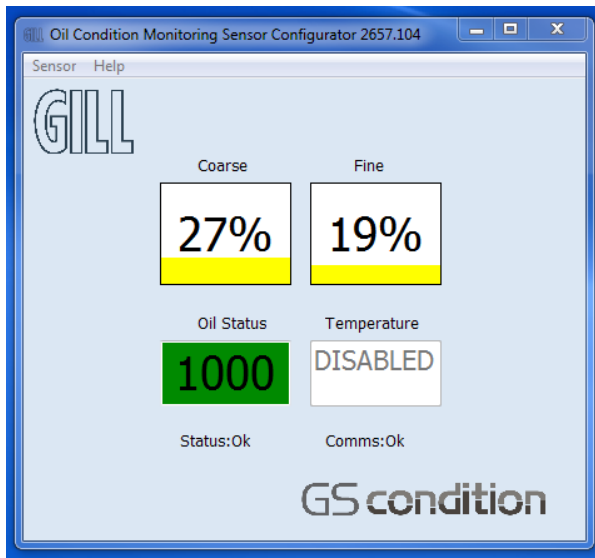 GILL Oil Condition Monitoring Sensor Configurator 2657.104
Sensor Help
GILL
Coarse Fine
27% 19%
Oil Status Temperature
1000 DISABLED
Status:Ok Comms:Ok
GS condition